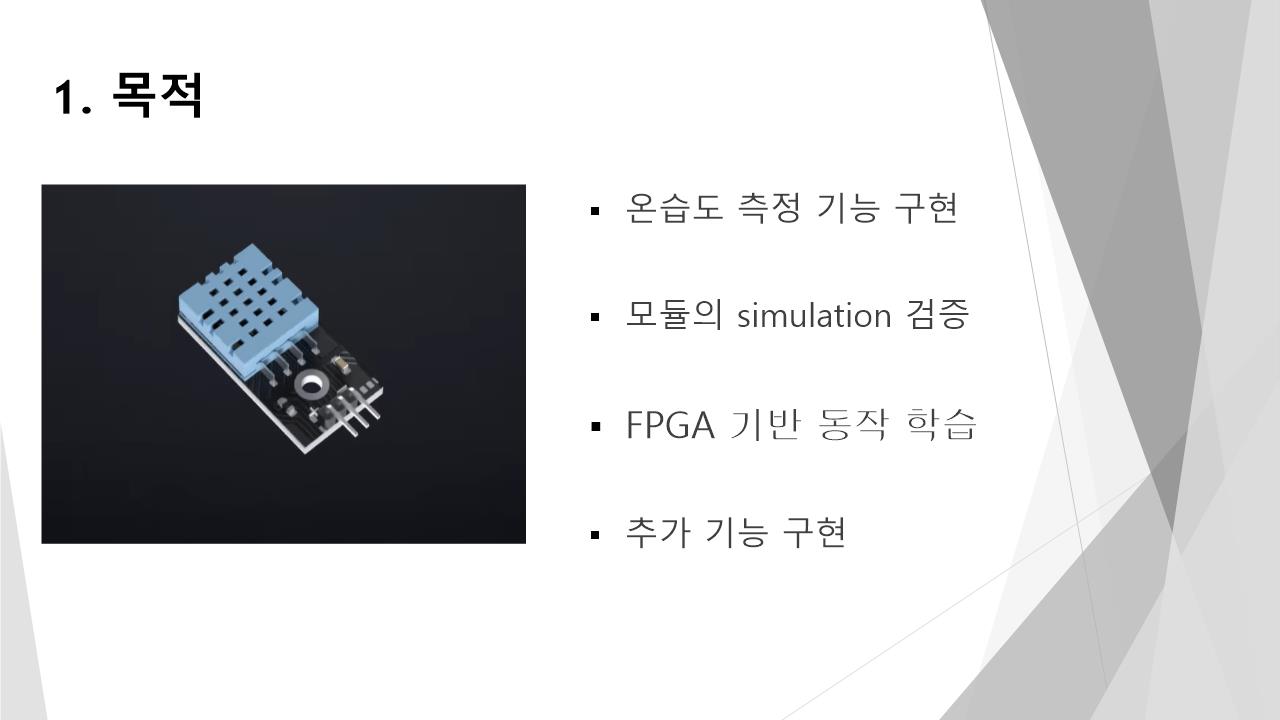 1. 목적
▪ 온습도 측정 기능 구현
▪ 모듈의 simulation 검증
▪ FPGA 기반 동작 학습
▪ 추가 기능 구현